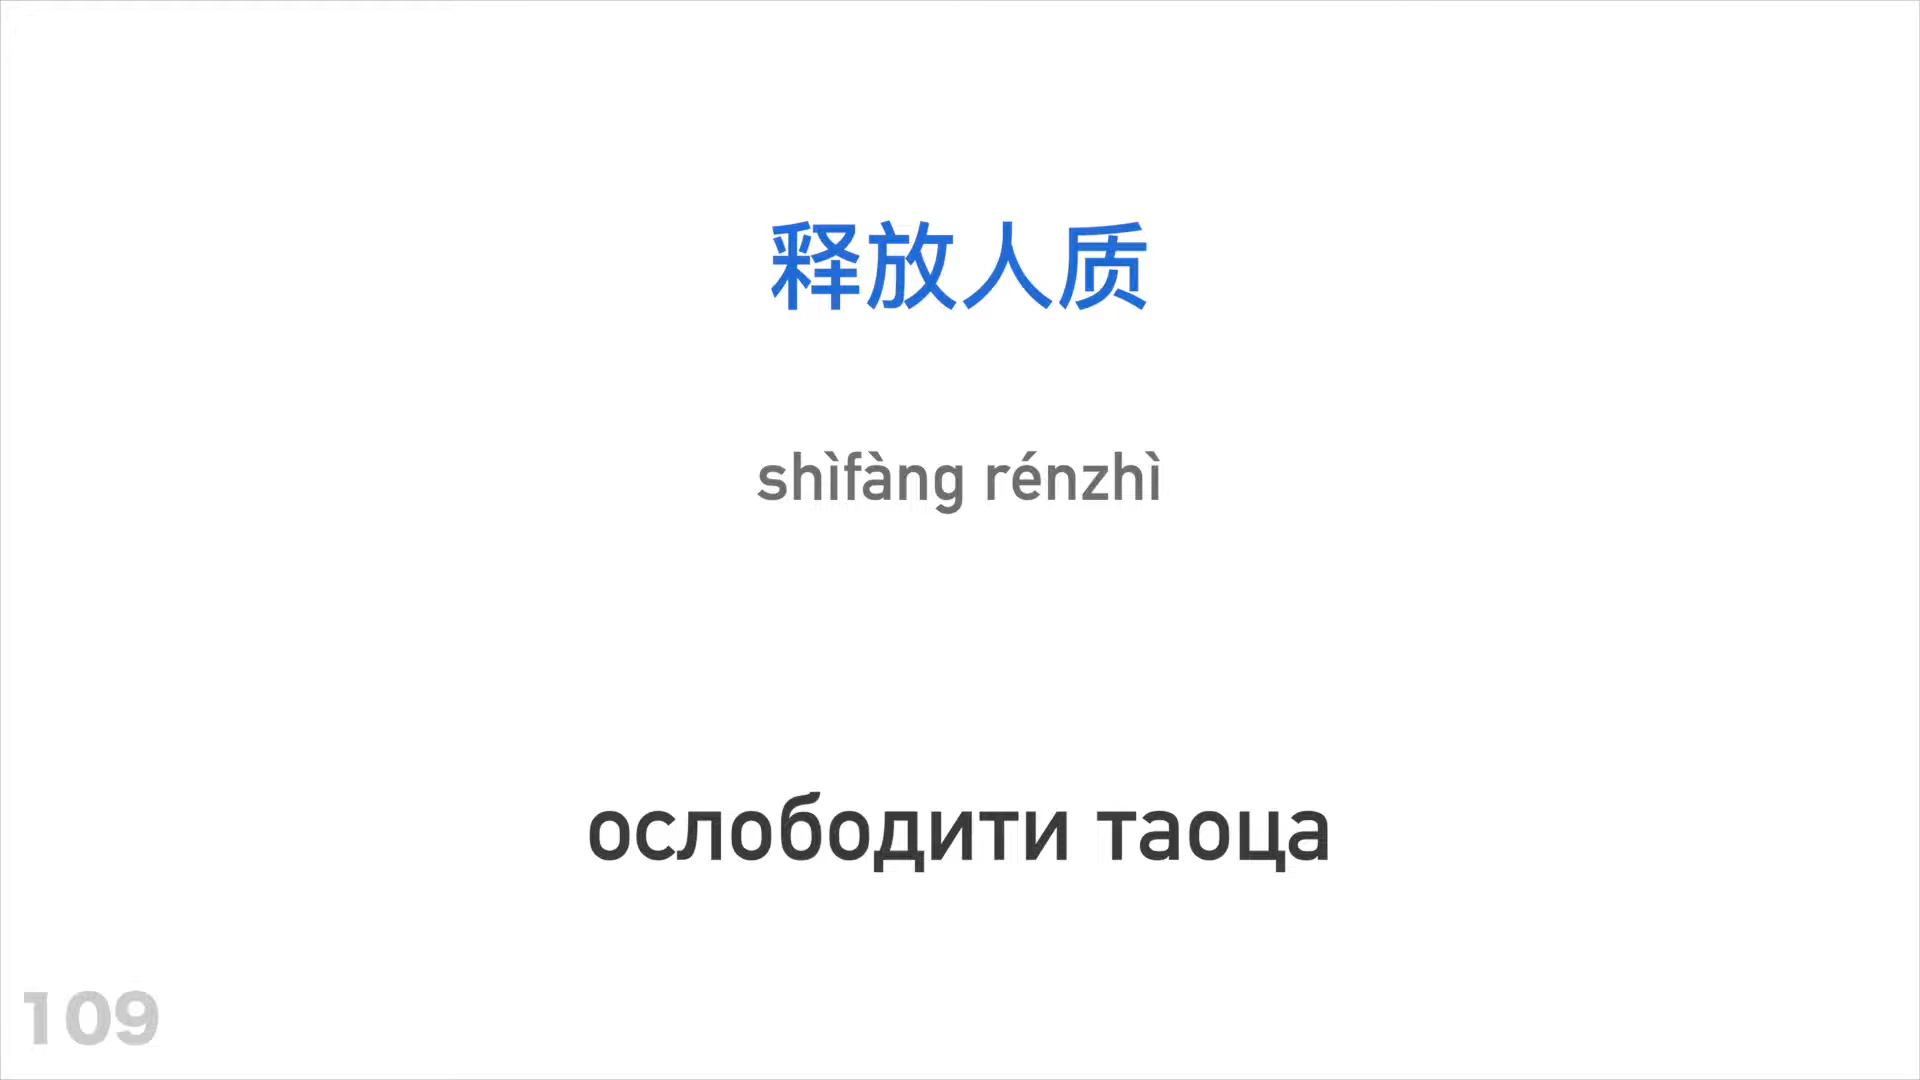 释放人质
shìfàng rénzhì
ослободити таоца
109